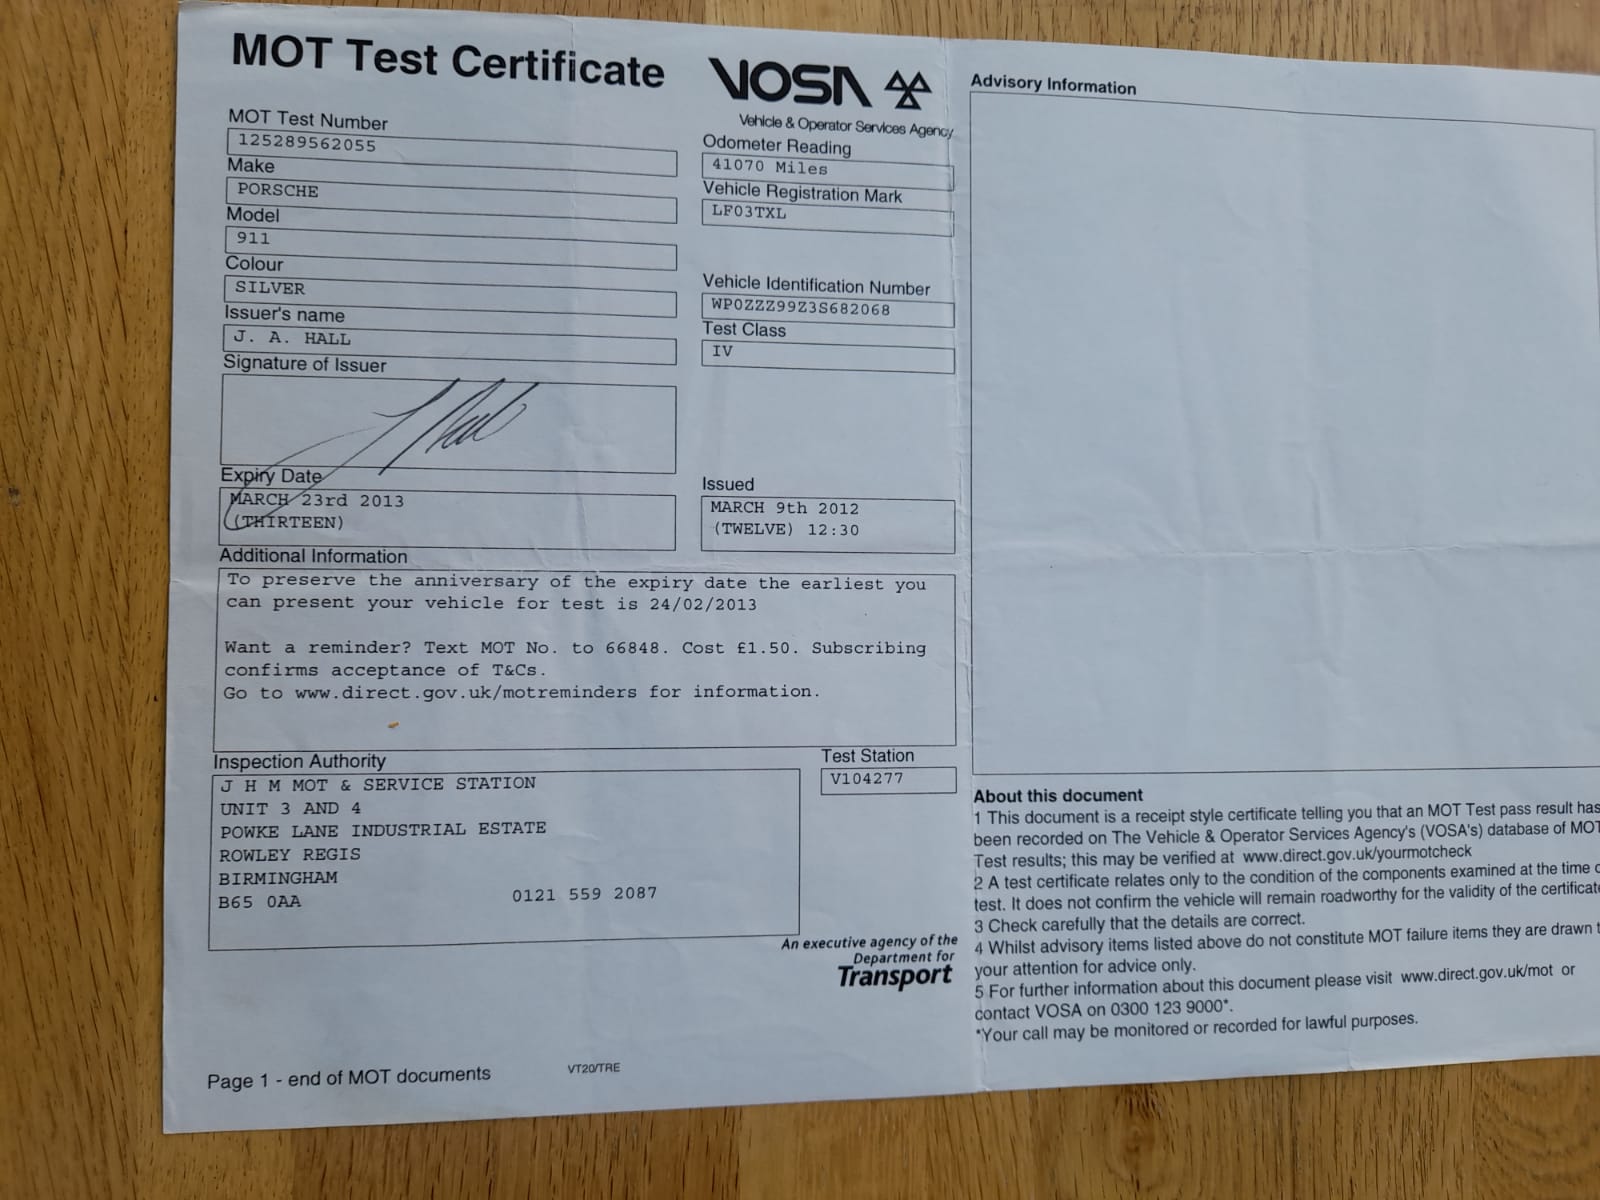 MOT Test Certificate
VOSA
Vehicle & Operator Services Agency
MOT Test Number
125289562055
Make
PORSCHE
Model
911
Colour
SILVER
Issuer's name
J. A. HALL
Signature of Issuer
Odometer Reading
41070 Miles
Vehicle Registration Mark
LF03TXL
Vehicle Identification Number
WP0ZZZ99Z3S682068
Test Class
IV
Expiry Date
MARCH 23rd 2013
(THIRTEEN)
Issued
MARCH 9th 2012
(TWELVE) 12:30
Additional Information
To preserve the anniversary of the expiry date the earliest you
can present your vehicle for test is 24/02/2013
Want a reminder? Text MOT No. to 66848. Cost £1.50. Subscribing
confirms acceptance of T&Cs.
Go to www.direct.gov.uk/motreminders for information.
Inspection Authority
J H M MOT & SERVICE STATION
UNIT 3 AND 4
POWKE LANE INDUSTRIAL ESTATE
ROWLEY REGIS
BIRMINGHAM
B65 0AA 0121 559 2087
Test Station
V104277
An executive agency of the
Department for
Transport
Page 1 - end of MOT documents
VT20/TRE
Advisory Information
About this document
1 This document is a receipt style certificate telling you that an MOT Test pass result has
been recorded on The Vehicle & Operator Services Agency's (VOSA's) database of MOT
Test results; this may be verified at www.direct.gov.uk/yourmotcheck
2 A test certificate relates only to the condition of the components examined at the time
test. It does not confirm the vehicle will remain roadworthy for the validity of the certificate
3 Check carefully that the details are correct.
4 Whilst advisory items listed above do not constitute MOT failure items they are drawn
your attention for advice only.
5 For further information about this document please visit www.direct.gov.uk/mot or
contact VOSA on 0300 123 9000*.
*Your call may be monitored or recorded for lawful purposes.